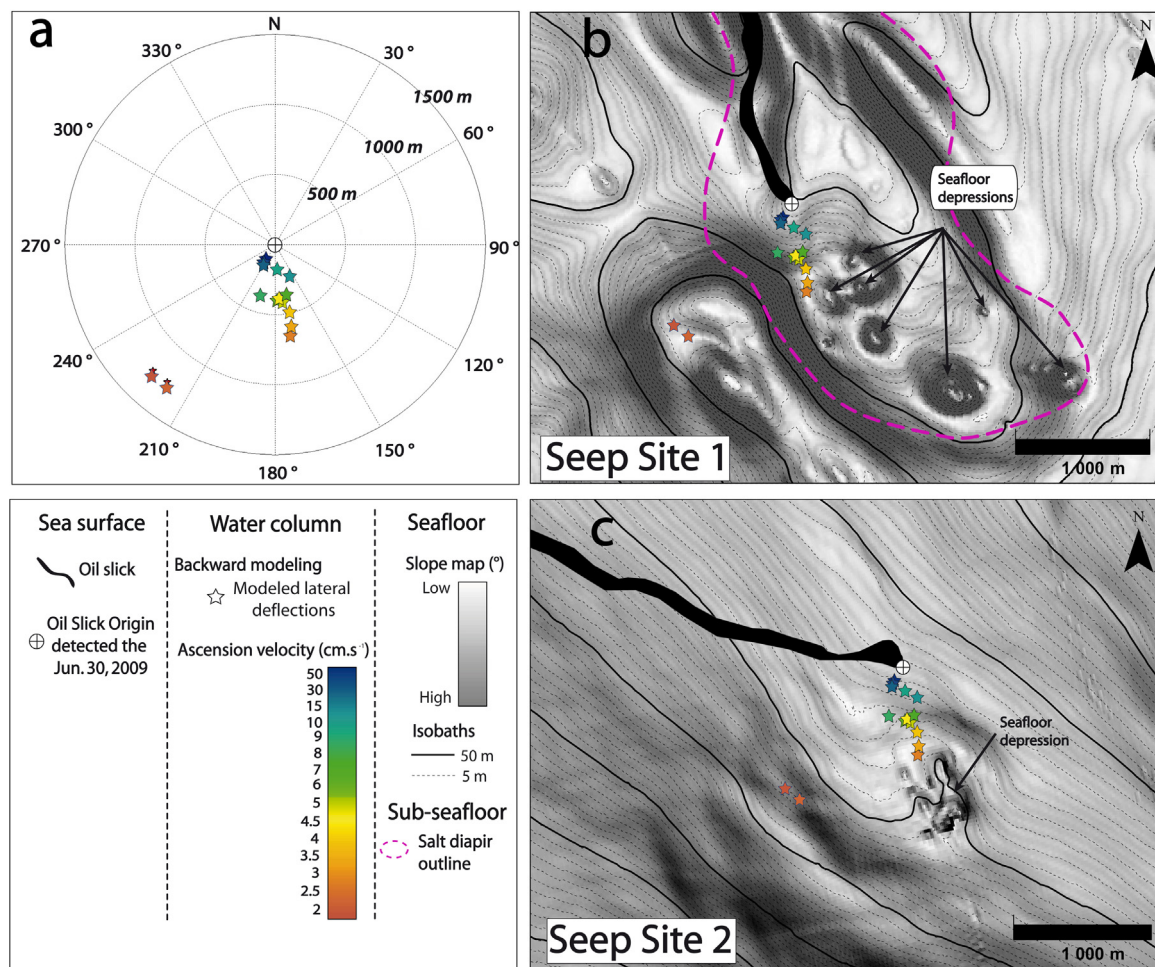 a
N
330 °
30 °
1500 m
300 °
60 °
1000 m
500 m
270 °
90 °
240 °
120 °
210 °
150 °
180 °
b
N
Seafloor
depressions
Seep Site 1
1 000 m
Sea surface
Oil slick
Oil Slick Origin
detected the
Jun. 30, 2009
Water column
Backward modeling
Modeled lateral
deflections
Ascension velocity (cm.s⁻¹)
50
30
15
10
9
8
7
6
5
4.5
4
3.5
3
2.5
2
Seafloor
Slope map (°)
Low
High
Isobaths
50 m
5 m
Sub-seafloor
Salt diapir
outline
c
N
Seafloor
depression
Seep Site 2
1 000 m